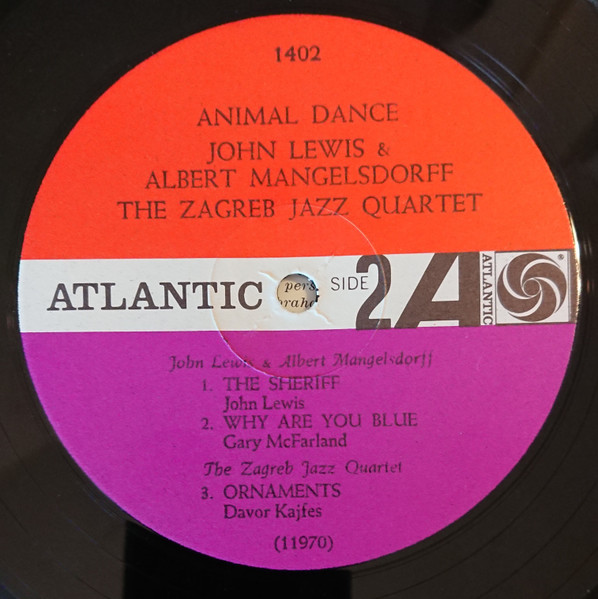 1402
ANIMAL DANCE
JOHN LEWIS &
ALBERT MANGELSDORFF
THE ZAGREB JAZZ QUARTET
ATLANTIC SIDE 2 A ATLANTIC ®
John Lewis & Albert Mangelsdorff
1. THE SHERIFF
John Lewis
2. WHY ARE YOU BLUE
Gary McFarland
The Zagreb Jazz Quartet
3. ORNAMENTS
Davor Kajfes
(11970)